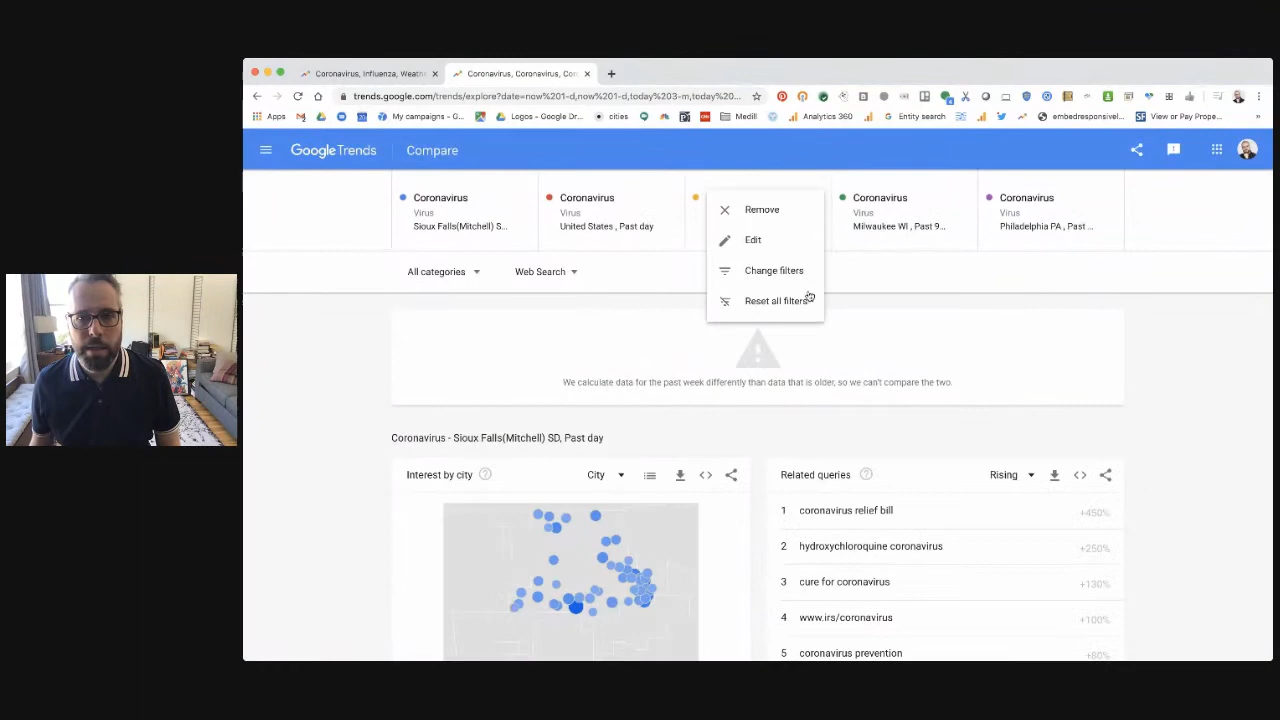 Coronavirus, Influenza, Weath
Coronavirus, Coronavirus, Cor
trends.google.com/trends/explore?date=now%201-d,now%201-d,today%203-m,today%20...
Apps
My campaigns - G...
Logos - Google Dr...
cities
Medill
Analytics 360
Entity search
embedresponsivel...
View or Pay Prope...
Google Trends
Compare
Coronavirus
Virus
Sioux Falls(Mitchell) S...
Coronavirus
Virus
United States , Past day
Remove
Edit
Change filters
Reset all filters
Coronavirus
Virus
Milwaukee WI , Past 9...
Coronavirus
Virus
Philadelphia PA , Past ...
All categories
Web Search
We calculate data for the past week differently than data that is older, so we can't compare the two.
Coronavirus - Sioux Falls(Mitchell) SD, Past day
Interest by city
City
Related queries
Rising
1 coronavirus relief bill +450%
2 hydroxychloroquine coronavirus +250%
3 cure for coronavirus +130%
4 www.irs/coronavirus +100%
5 coronavirus prevention +80%